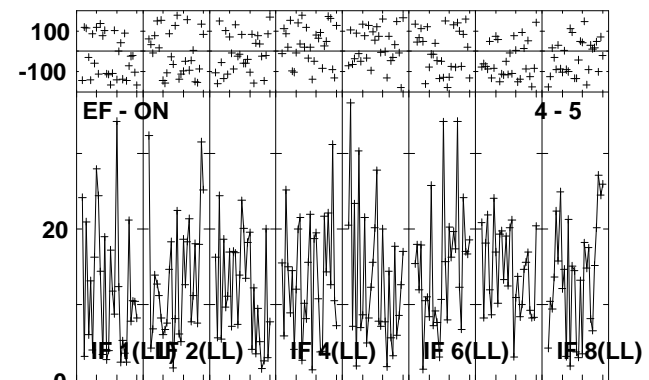 100
-100
EF - ON 4 - 5
20
IF 1(LL) IF 2(LL) IF 4(LL) IF 6(LL) IF 8(LL)
0